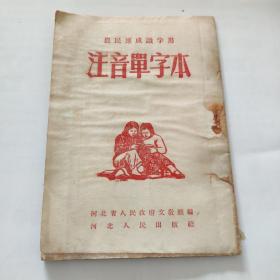 農民速成識字用
注音單字本
河北省人民政府文教廳編
河北人民出版社